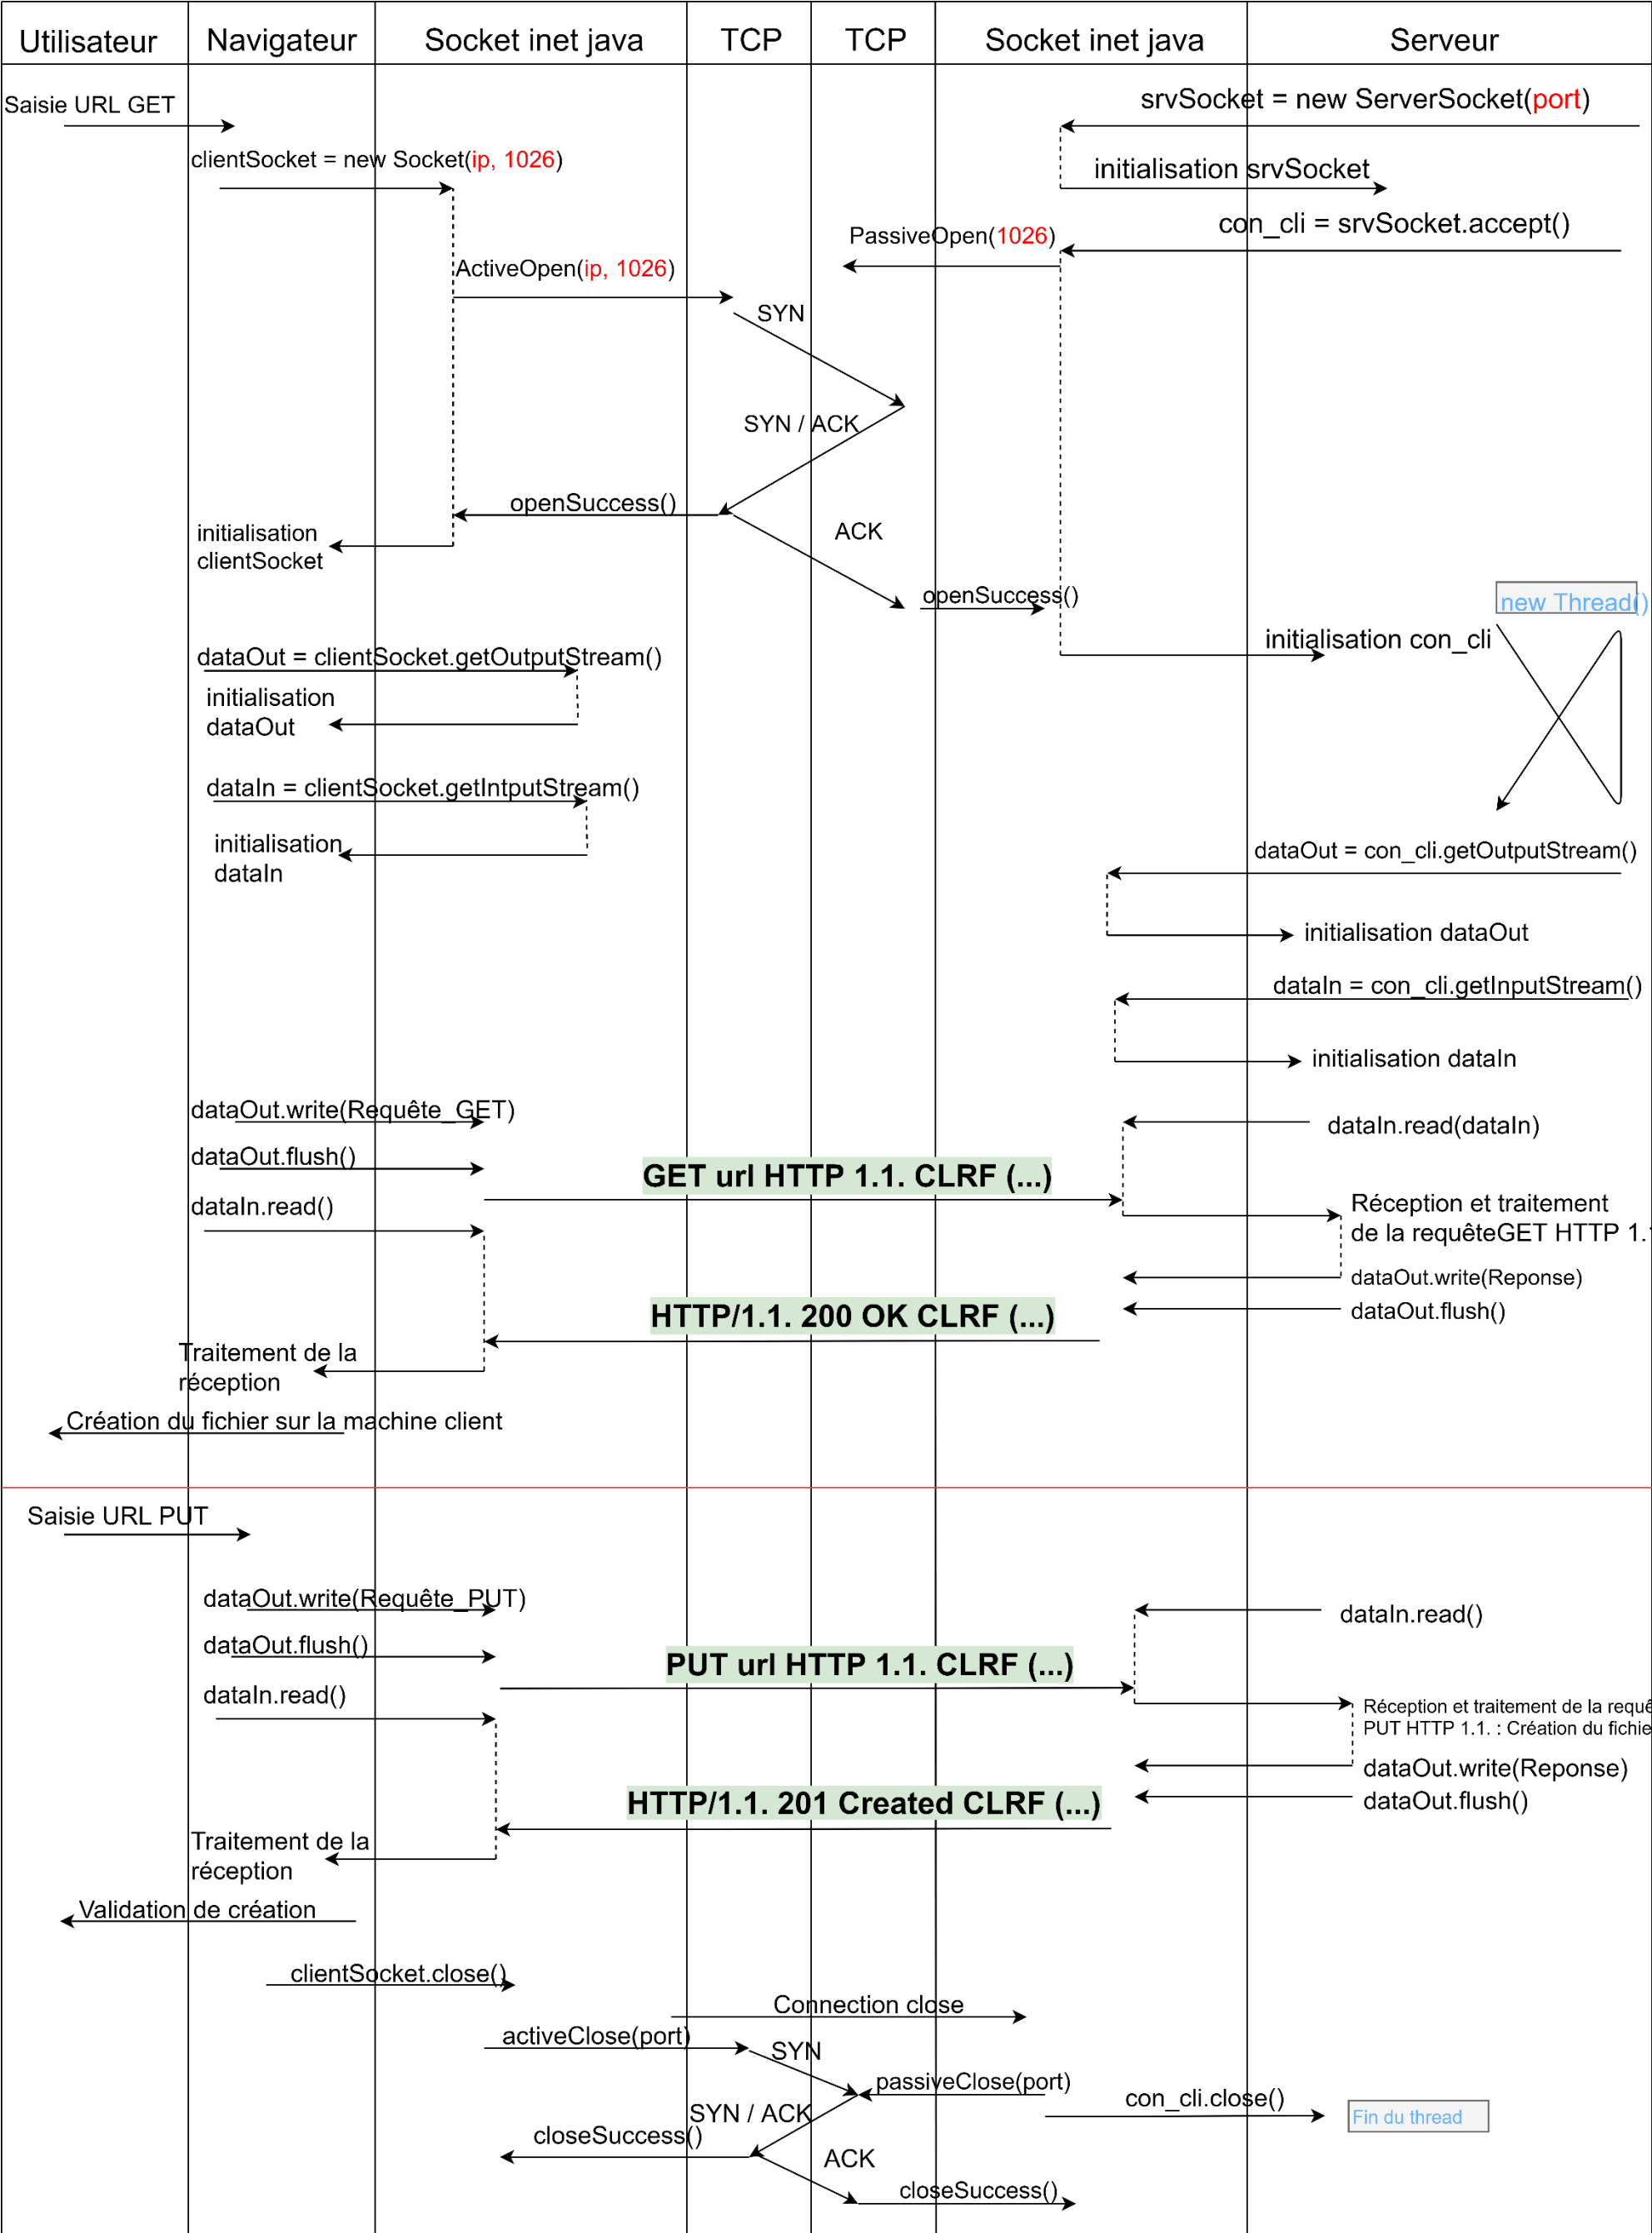 Utilisateur
Navigateur
Socket inet java
TCP
TCP
Socket inet java
Serveur
Saisie URL GET
srvSocket = new ServerSocket(port)
clientSocket = new Socket(ip, 1026)
initialisation srvSocket
con_cli = srvSocket.accept()
PassiveOpen(1026)
ActiveOpen(ip, 1026)
SYN
SYN / ACK
openSuccess()
initialisation
clientSocket
ACK
openSuccess()
new Thread()
initialisation con_cli
dataOut = clientSocket.getOutputStream()
initialisation
dataOut
dataIn = clientSocket.getIntputStream()
initialisation
dataIn
dataOut = con_cli.getOutputStream()
initialisation dataOut
dataIn = con_cli.getInputStream()
initialisation dataIn
dataOut.write(Requête_GET)
dataIn.read(dataIn)
dataOut.flush()
GET url HTTP 1.1. CLRF (...)
dataIn.read()
Réception et traitement
de la requêteGET HTTP 1.
dataOut.write(Reponse)
HTTP/1.1. 200 OK CLRF (...)
dataOut.flush()
Traitement de la
réception
Création du fichier sur la machine client
Saisie URL PUT
dataOut.write(Requête_PUT)
dataIn.read()
dataOut.flush()
PUT url HTTP 1.1. CLRF (...)
dataIn.read()
Réception et traitement de la requê
PUT HTTP 1.1. : Création du fichie
dataOut.write(Reponse)
HTTP/1.1. 201 Created CLRF (...)
dataOut.flush()
Traitement de la
réception
Validation de création
clientSocket.close()
Connection close
activeClose(port)
SYN
passiveClose(port)
con_cli.close()
Fin du thread
SYN / ACK
closeSuccess()
ACK
closeSuccess()